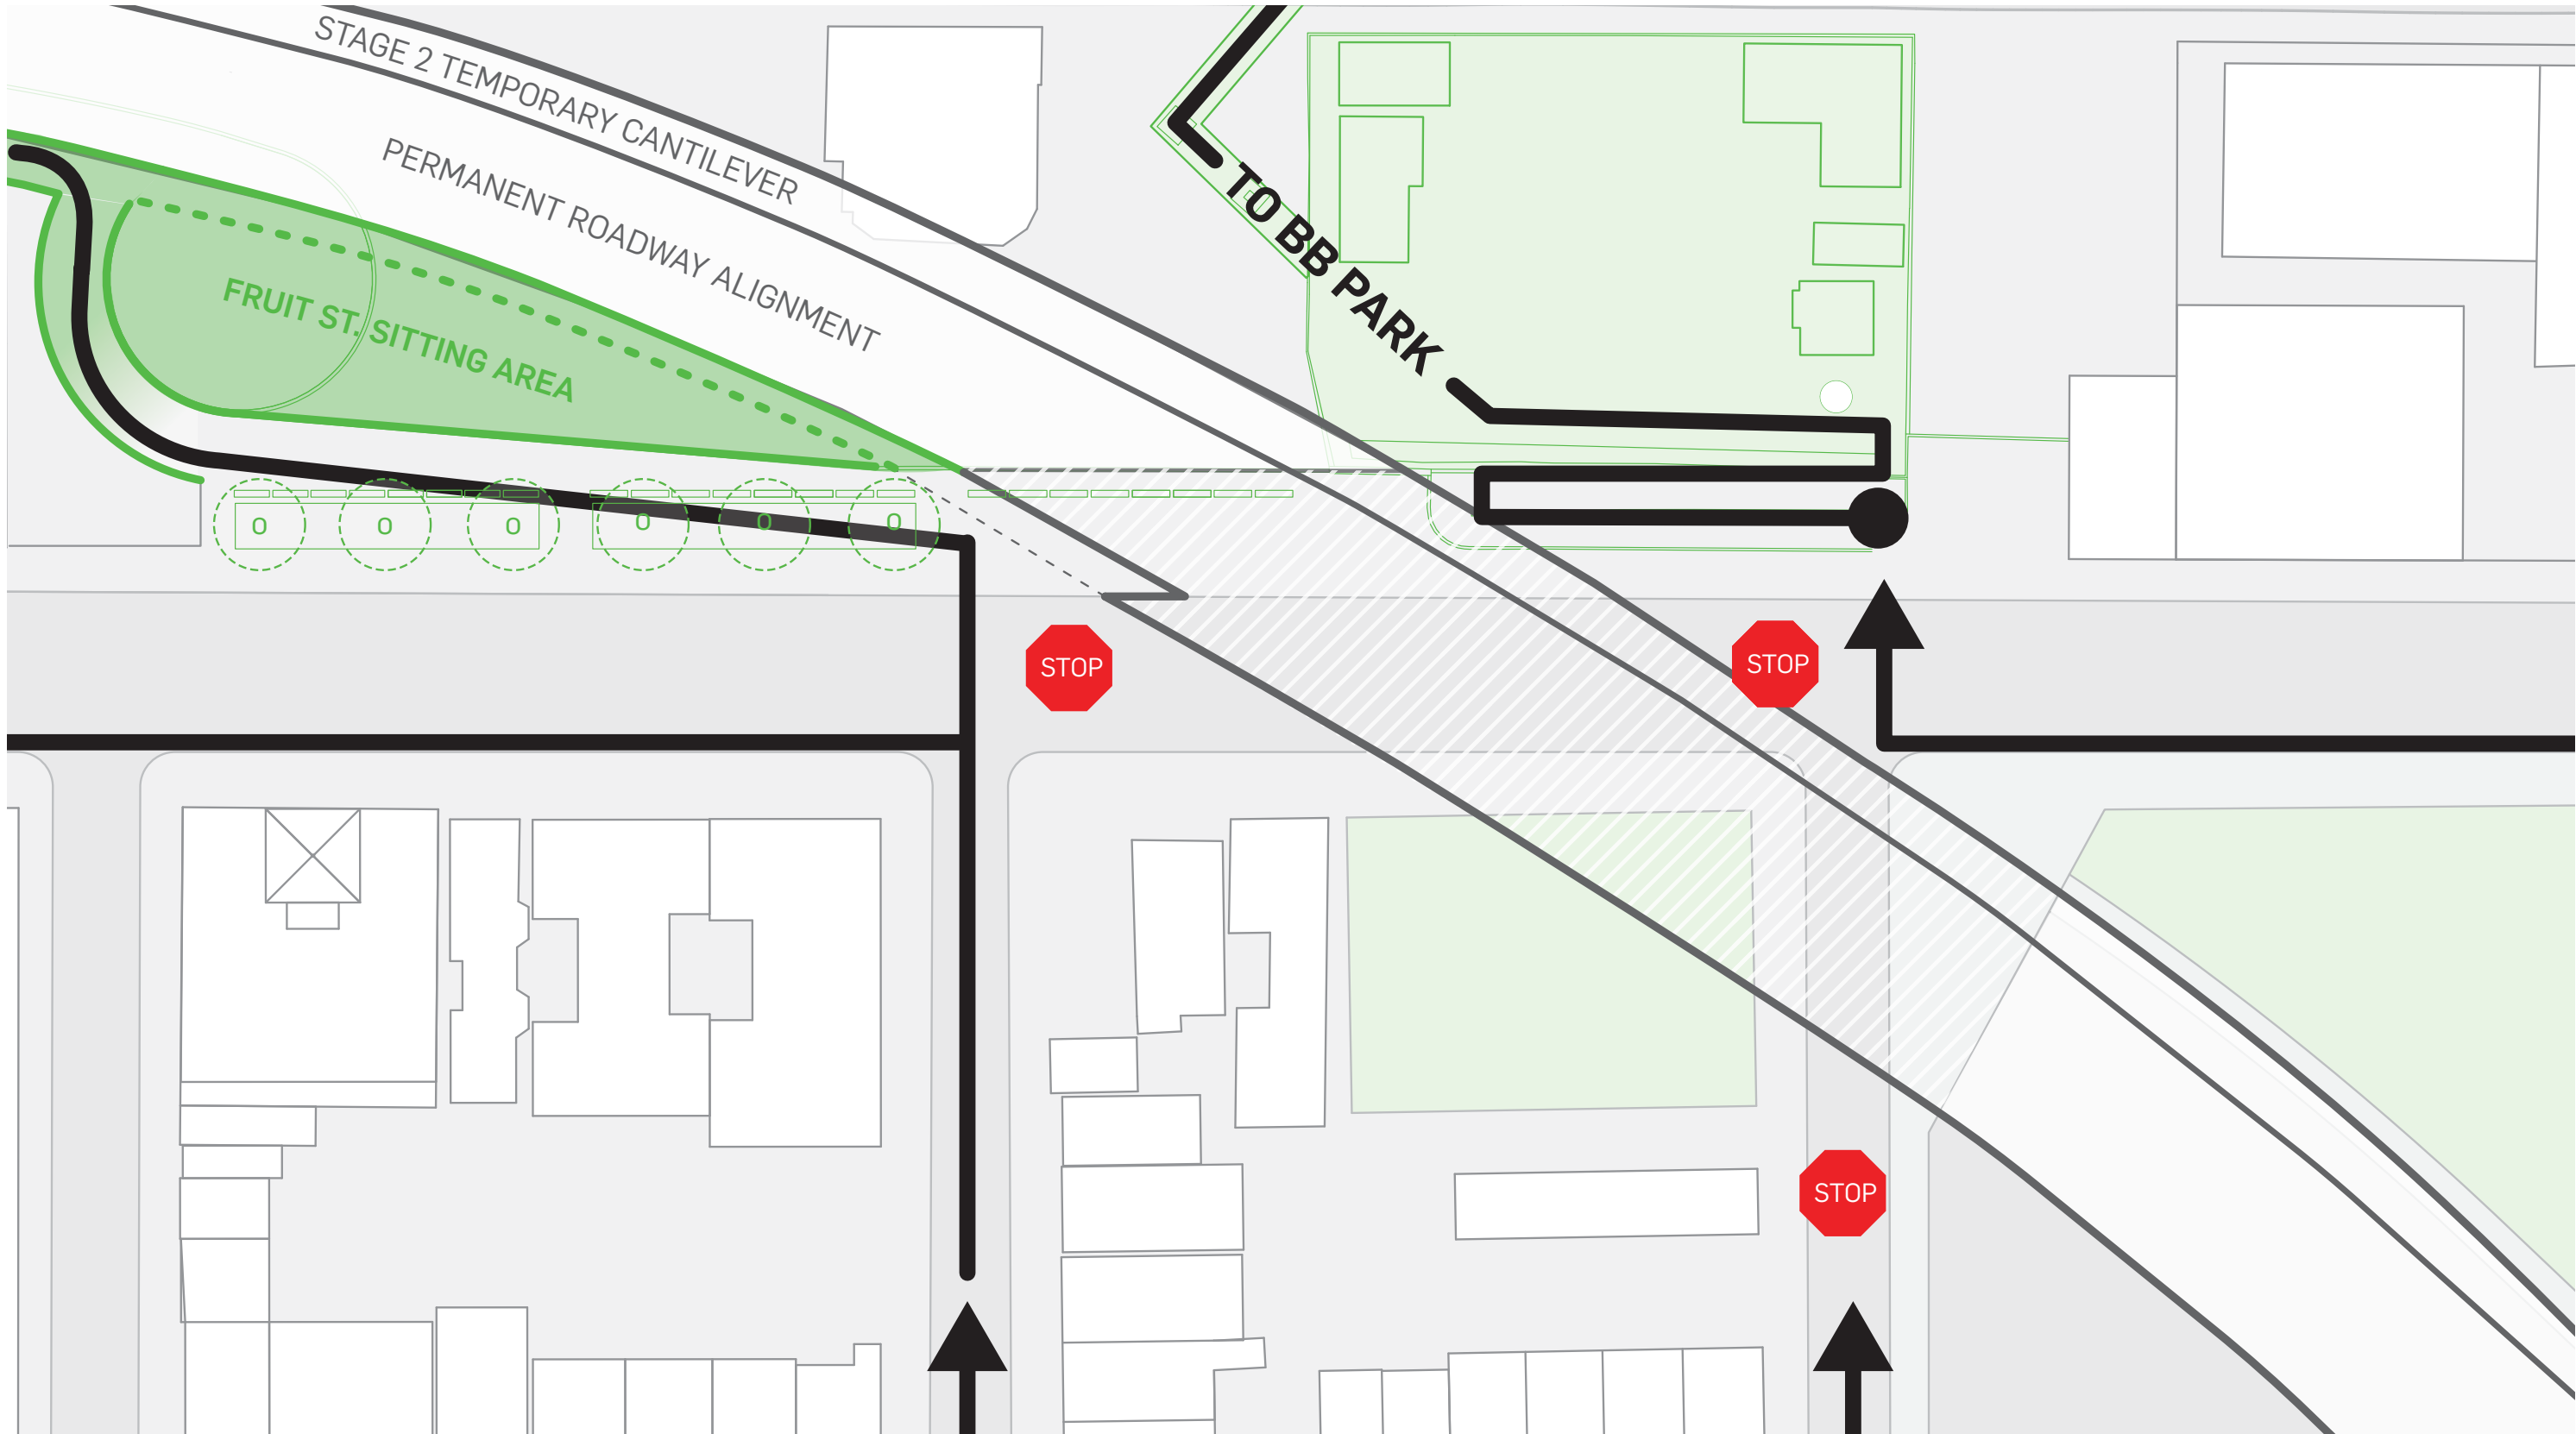 STAGE 2 TEMPORARY CANTILEVER
PERMANENT ROADWAY ALIGNMENT
FRUIT ST. SITTING AREA
TO BB PARK
STOP
STOP
STOP